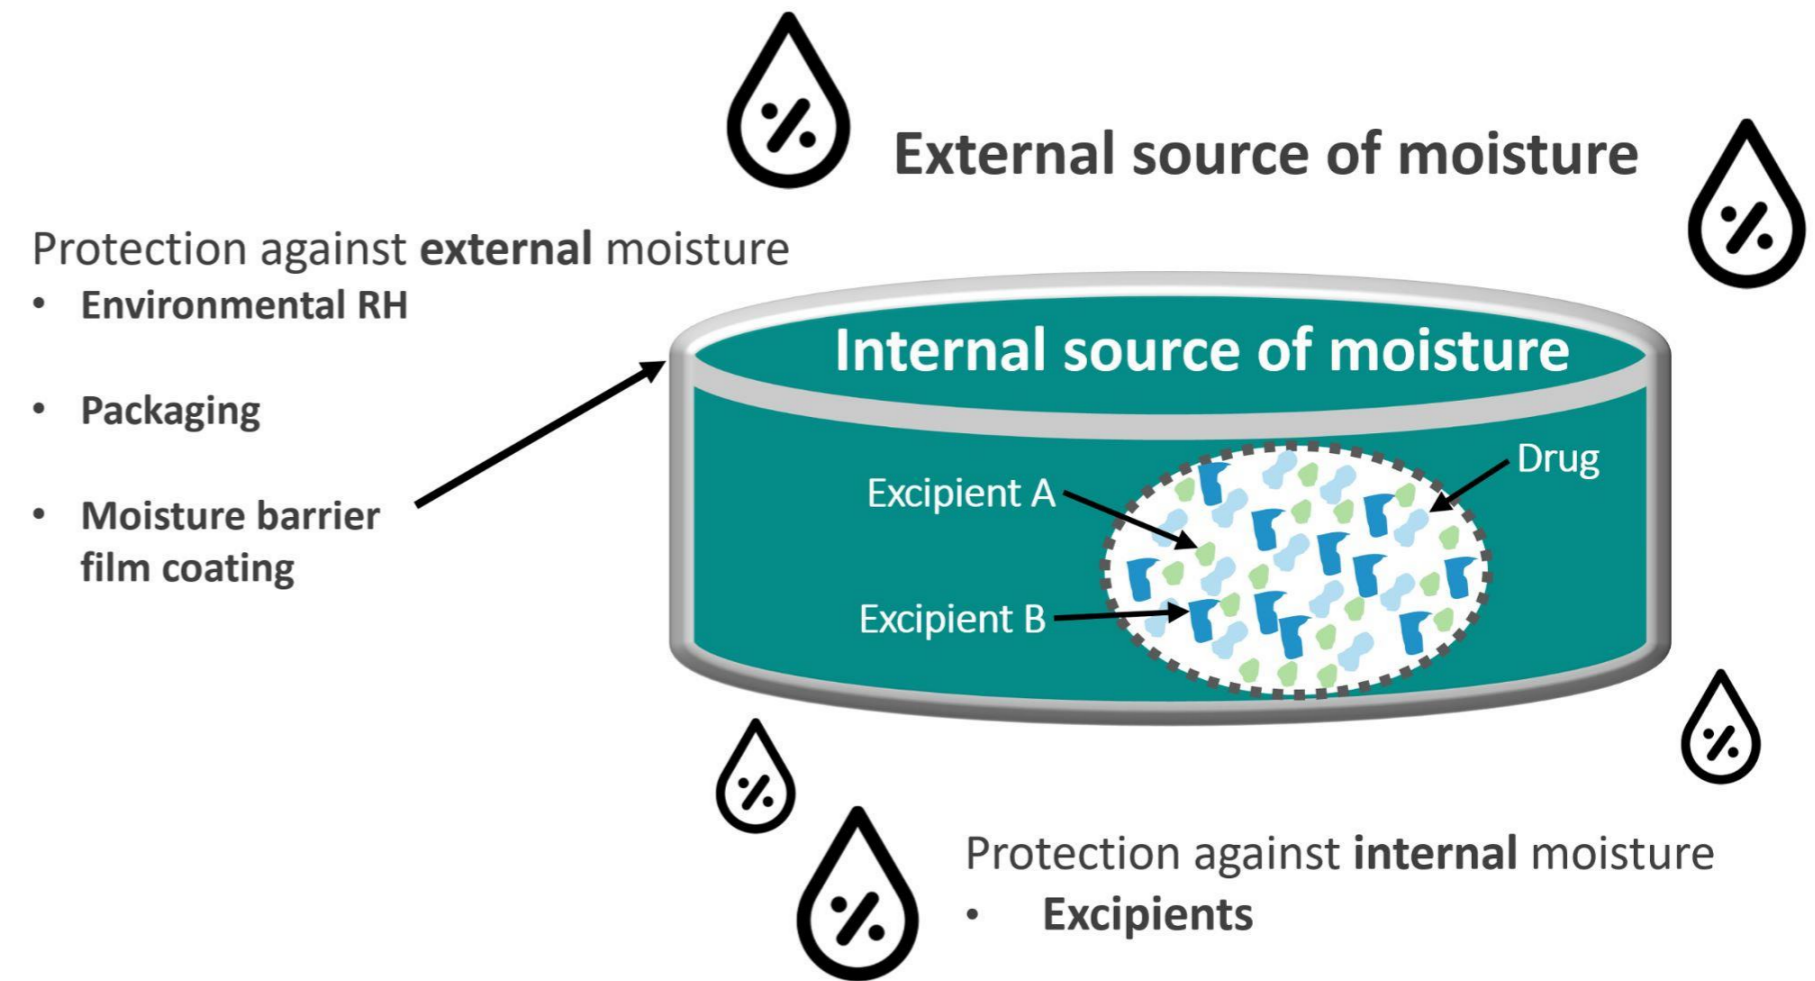 External source of moisture
Protection against external moisture
• Environmental RH
• Packaging
• Moisture barrier
film coating
Internal source of moisture
Drug
Excipient A
Excipient B
Protection against internal moisture
• Excipients